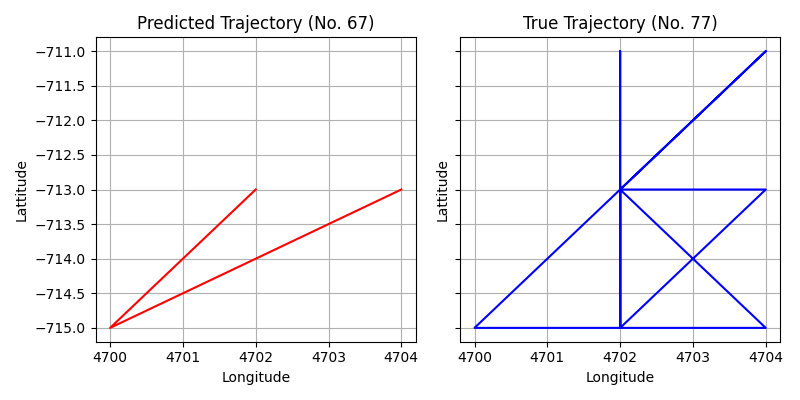 Predicted Trajectory (No. 67)
True Trajectory (No. 77)
Lattitude
−711.0
−711.5
−712.0
−712.5
−713.0
−713.5
−714.0
−714.5
−715.0
4700 4701 4702 4703 4704
Longitude
Lattitude
4700 4701 4702 4703 4704
Longitude